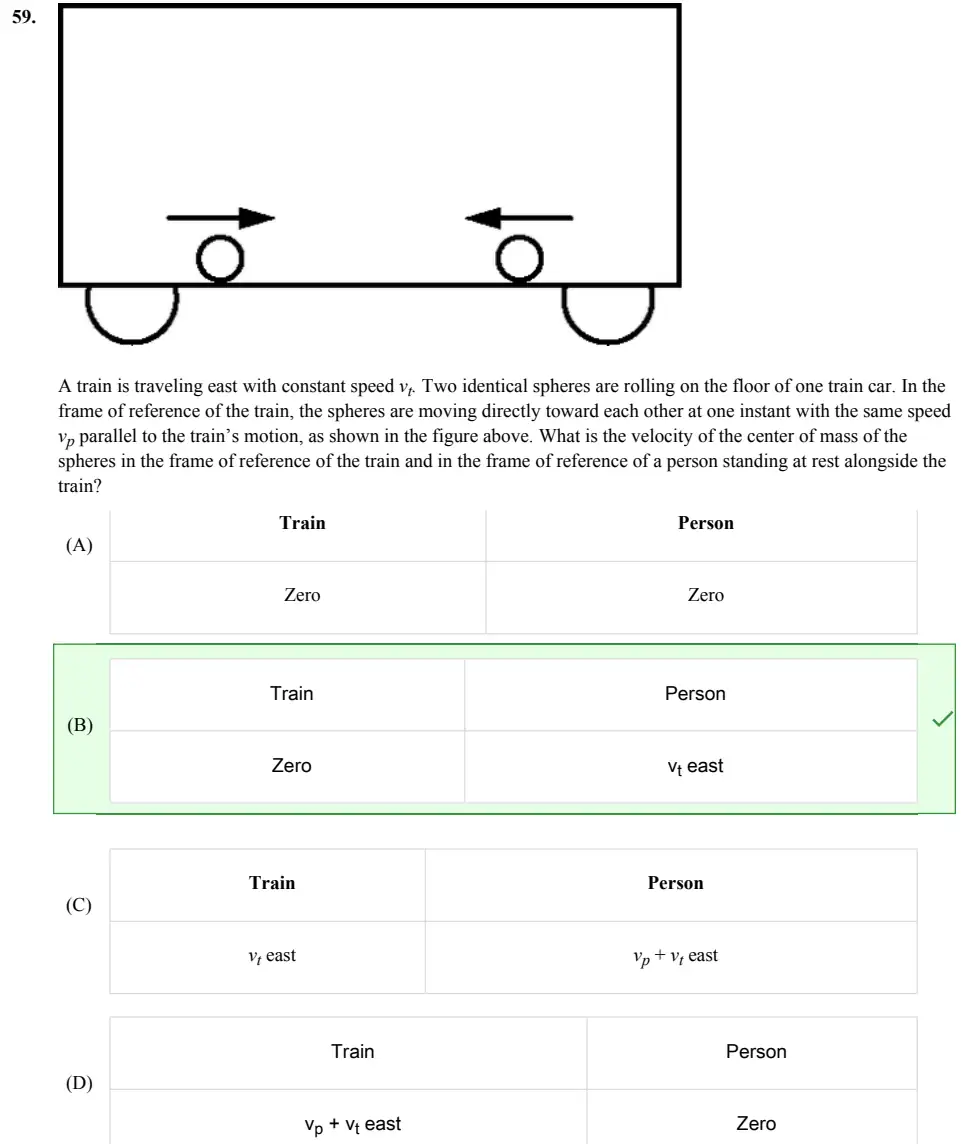 59.
A train is traveling east with constant speed vₜ. Two identical spheres are rolling on the floor of one train car. In the
frame of reference of the train, the spheres are moving directly toward each other at one instant with the same speed
vₚ parallel to the train’s motion, as shown in the figure above. What is the velocity of the center of mass of the
spheres in the frame of reference of the train and in the frame of reference of a person standing at rest alongside the
train?
(A)
Train Person
Zero Zero
(B)
Train Person
Zero vₜ east
(C)
Train Person
vₜ east vₚ + vₜ east
(D)
Train Person
vₚ + vₜ east Zero